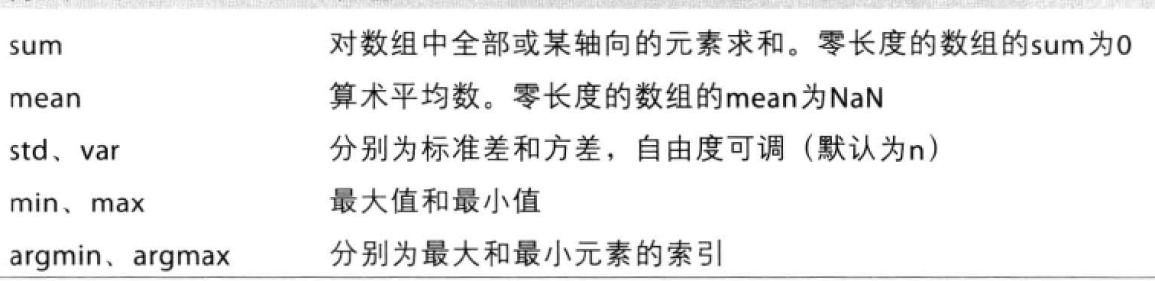 sum 对数组中全部或某轴向的元素求和。零长度的数组的sum为0
mean 算术平均数。零长度的数组的mean为NaN
std、var 分别为标准差和方差，自由度可调（默认为n）
min、max 最大值和最小值
argmin、argmax 分别为最大和最小元素的索引